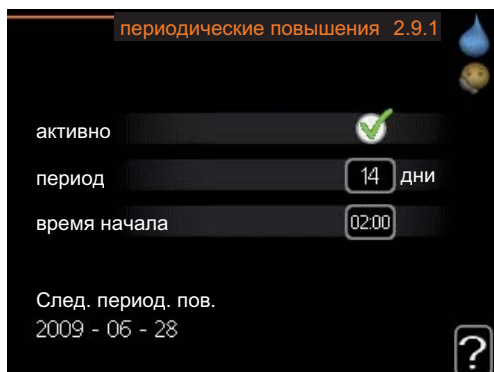 периодические повышения 2.9.1
активно
период 14 дни
время начала 02:00
След. период. пов.
2009 - 06 - 28
?